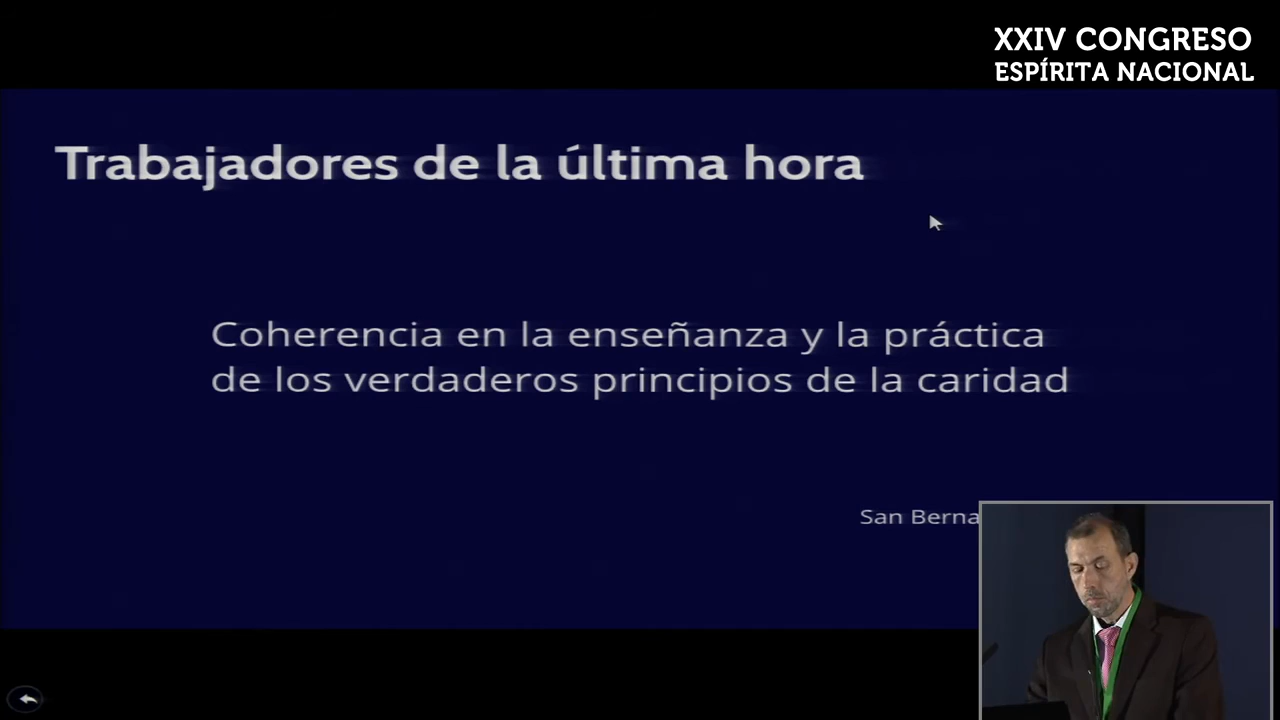 XXIV CONGRESO
ESPÍRITA NACIONAL
Trabajadores de la última hora
Coherencia en la enseñanza y la práctica
de los verdaderos principios de la caridad
San